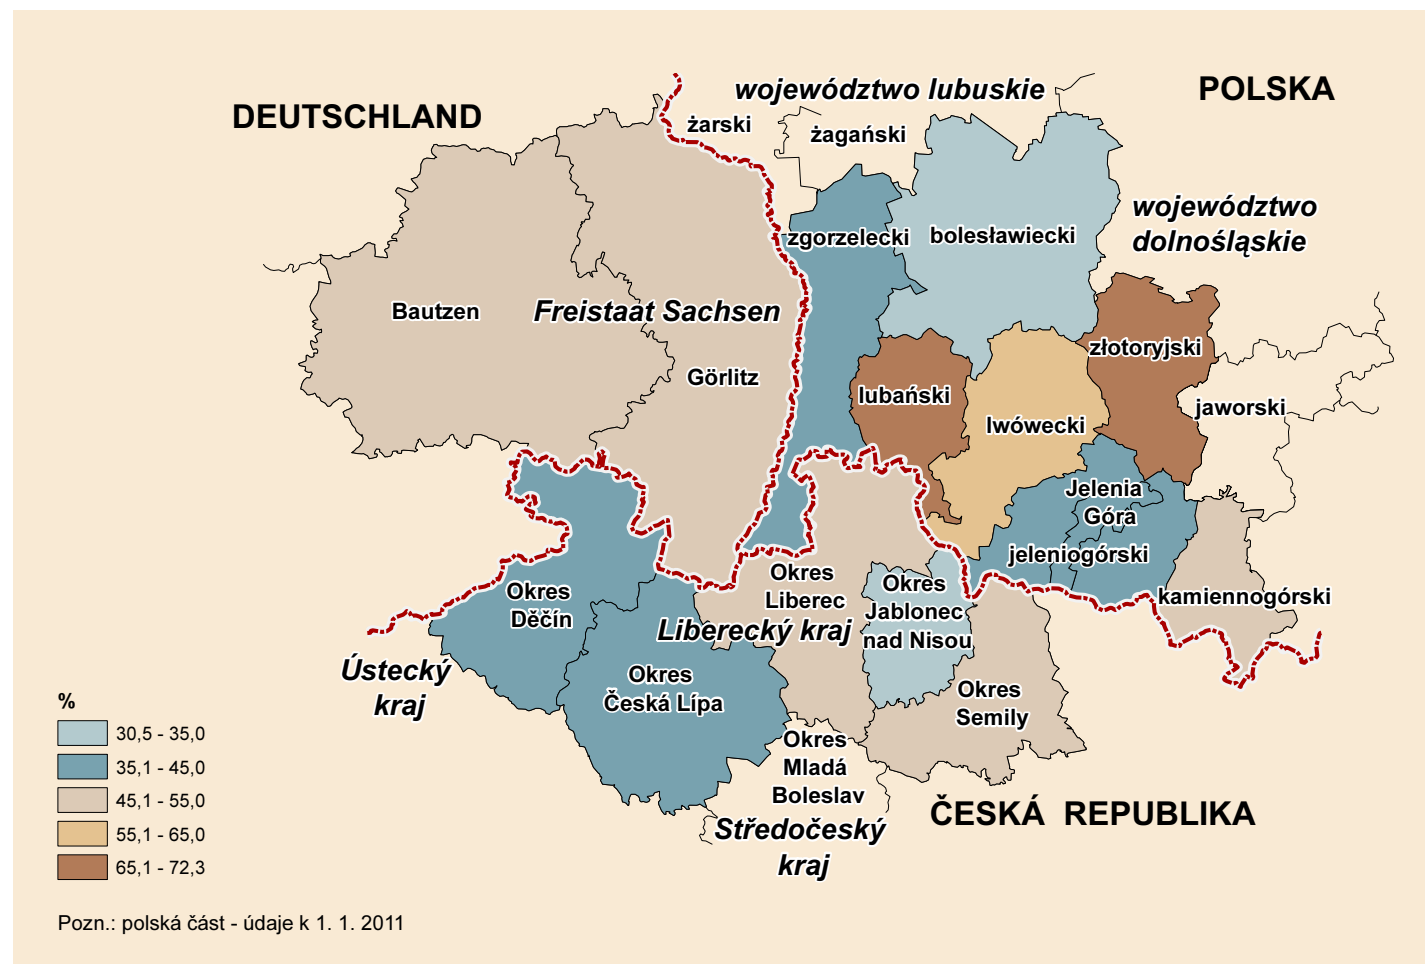 DEUTSCHLAND
POLSKA
województwo lubuskie
żarski
żagański
województwo
dolnośląskie
zgorzelecki
bolesławiecki
Bautzen
Freistaat Sachsen
Görlitz
złotoryjski
lubański
lwówecki
jaworski
Jelenia
Góra
jeleniogórski
kamiennogórski
Okres
Děčín
Okres
Liberec
Okres
Jablonec
nad Nisou
Liberecký kraj
Ústecký
kraj
Okres
Česká Lípa
Okres
Semily
Okres
Mladá
Boleslav
Středočeský
kraj
ČESKÁ REPUBLIKA
%
30,5 - 35,0
35,1 - 45,0
45,1 - 55,0
55,1 - 65,0
65,1 - 72,3
Pozn.: polská část - údaje k 1. 1. 2011